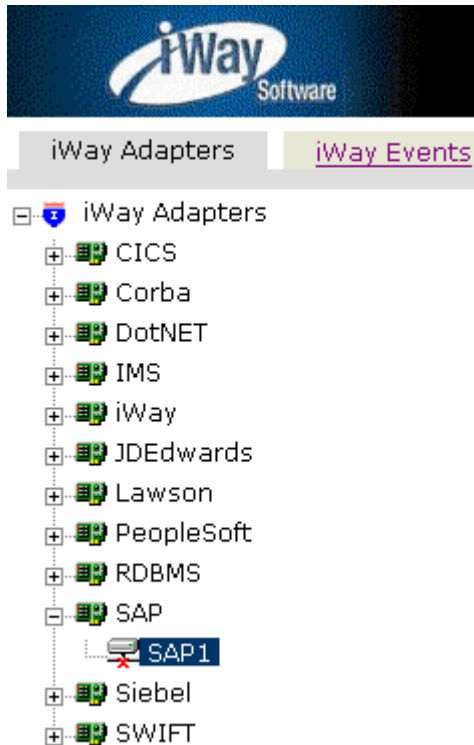 iWay
Software
iWay Adapters iWay Events
iWay Adapters
CICS
Corba
DotNET
IMS
iWay
JDEdwards
Lawson
PeopleSoft
RDBMS
SAP
SAP1
Siebel
SWIFT